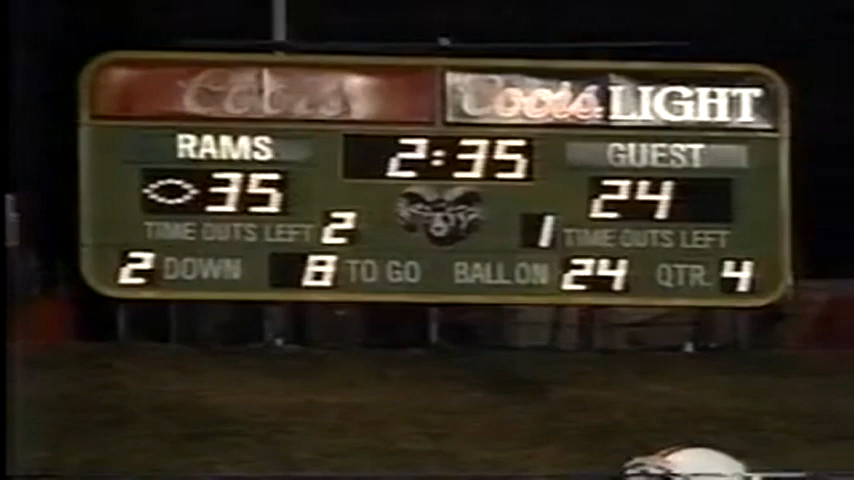 Coors Coors LIGHT
RAMS 2:35 GUEST
35 24
TIME OUTS LEFT 2 1 TIME OUTS LEFT
2 DOWN 8 TO GO BALL ON 24 QTR. 4